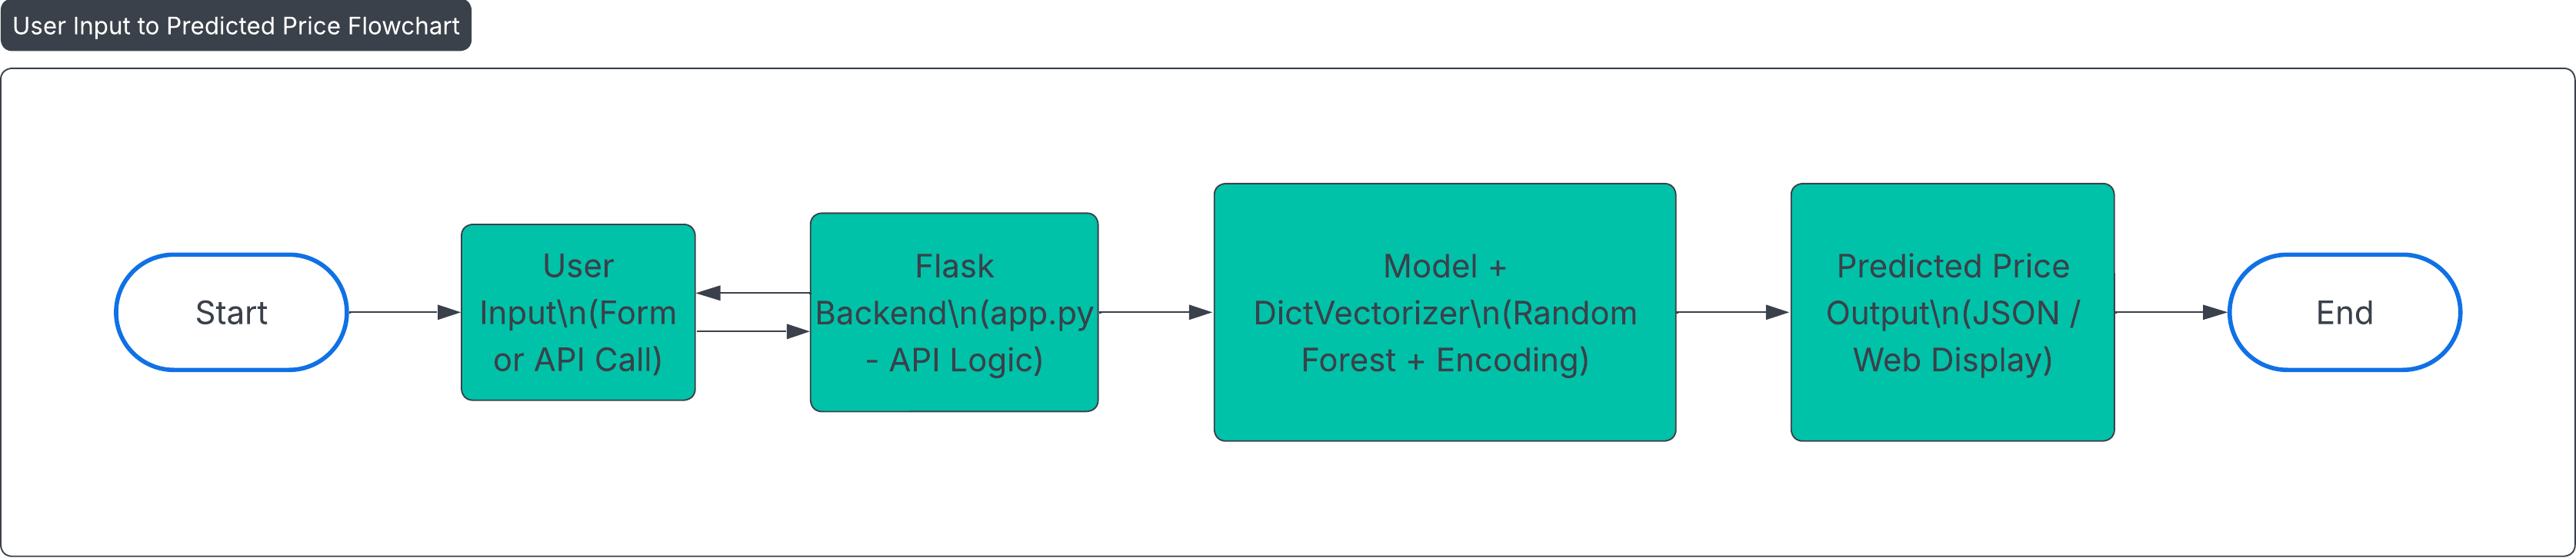 User Input to Predicted Price Flowchart
Start
User
Input\n(Form
or API Call)
Flask
Backend\n(app.py
- API Logic)
Model +
DictVectorizer\n(Random
Forest + Encoding)
Predicted Price
Output\n(JSON /
Web Display)
End